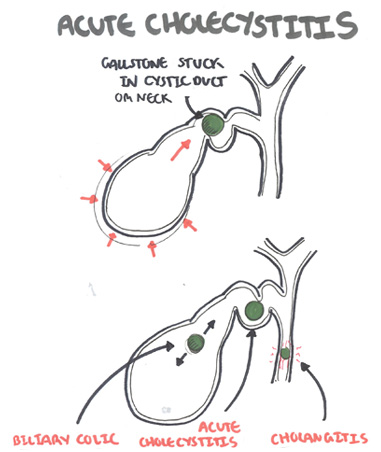 ACUTE CHOLECYSTITIS
GALLSTONE STUCK
IN CYSTIC DUCT
OR NECK
BILIARY COLIC
ACUTE
CHOLECYSTITIS
CHOLANGITIS